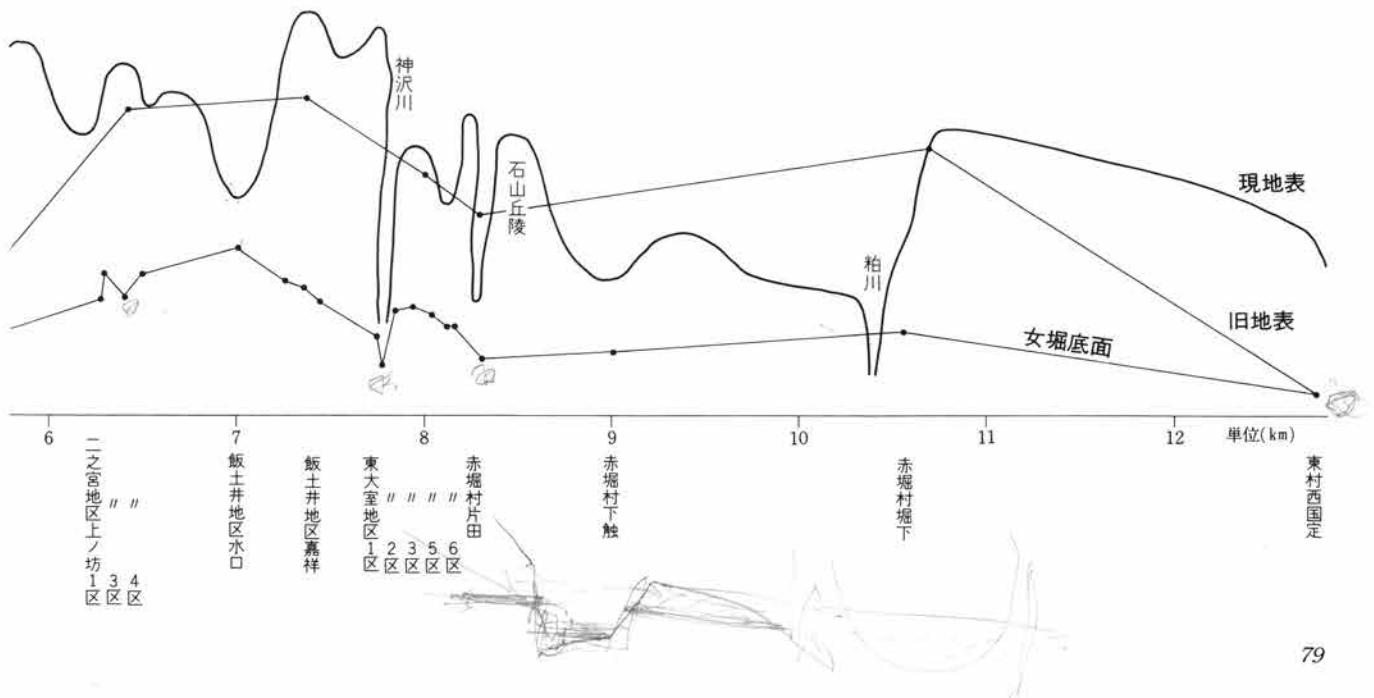 神沢川
石山丘陵
粕川
現地表
旧地表
女堀底面
6 7 8 9 10 11 12 単位(km)
二之宮地区上ノ坊1区
〃3区
〃4区
飯土井地区水口
飯土井地区嘉祥
東大室地区1区
〃2区
〃3区
〃5区
〃6区
赤堀村片田
赤堀村下触
赤堀村堀下
東村西国定
79